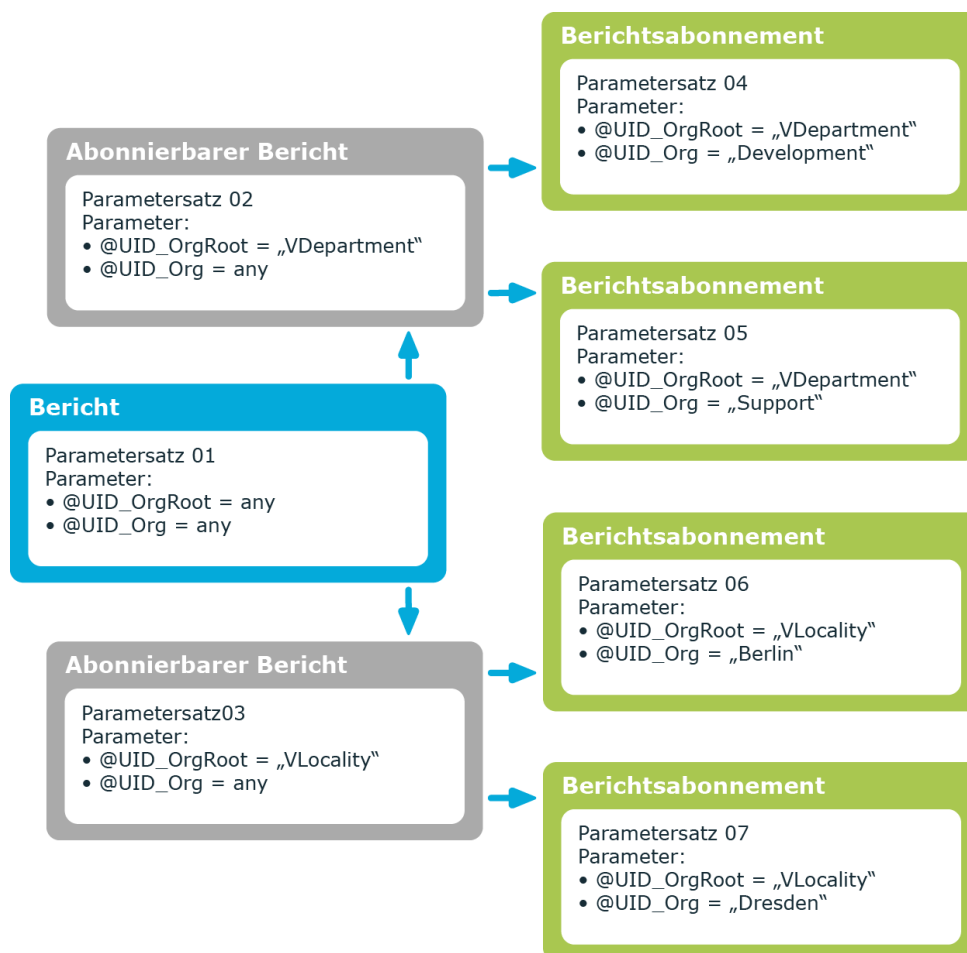 Berichtsabonnement
Parametersatz 04
Parameter:
• @UID_OrgRoot = „VDepartment“
• @UID_Org = „Development“
Abonnierbarer Bericht
Parametersatz 02
Parameter:
• @UID_OrgRoot = „VDepartment“
• @UID_Org = any
Berichtsabonnement
Parametersatz 05
Parameter:
• @UID_OrgRoot = „VDepartment“
• @UID_Org = „Support“
Bericht
Parametersatz 01
Parameter:
• @UID_OrgRoot = any
• @UID_Org = any
Berichtsabonnement
Parametersatz 06
Parameter:
• @UID_OrgRoot = „VLocality“
• @UID_Org = „Berlin“
Abonnierbarer Bericht
Parametersatz03
Parameter:
• @UID_OrgRoot = „VLocality“
• @UID_Org = any
Berichtsabonnement
Parametersatz 07
Parameter:
• @UID_OrgRoot = „VLocality“
• @UID_Org = „Dresden“